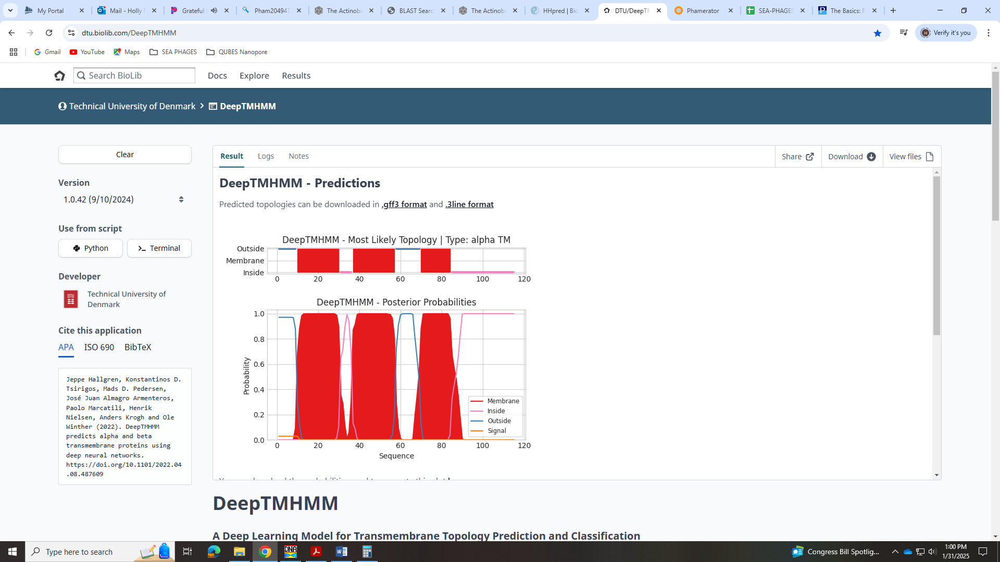 My Portal
Mail - Holly
Grateful
Pham204947
The Actinoba
BLAST Searc
The Actinoba
HHpred | Bio
DTU/DeepTM
Phamerator
SEA-PHAGES
The Basics: P
dtu.biolib.com/DeepTMHMM
H
Verify it's you
Gmail
YouTube
Maps
SEA PHAGES
QUBES Nanopore
Search BioLib
Docs
Explore
Results
Technical University of Denmark
DeepTMHMM
Clear
Version
1.0.42 (9/10/2024)
Use from script
Python
Terminal
Developer
DTU
Technical University of
Denmark
Cite this application
APA
ISO 690
BibTeX
Jeppe Hallgren, Konstantinos D.
Tsirigos, Mads D. Pedersen,
José Juan Almagro Armenteros,
Paolo Marcatili, Henrik
Nielsen, Anders Krogh and Ole
Winther (2022). DeepTMHMM
predicts alpha and beta
transmembrane proteins using
deep neural networks.
https://doi.org/10.1101/2022.04
.08.487609
Result
Logs
Notes
Share
Download
View files
DeepTMHMM - Predictions
Predicted topologies can be downloaded in .gff3 format and .3line format
DeepTMHMM - Most Likely Topology | Type: alpha TM
Outside
Membrane
Inside
0 20 40 60 80 100 120
DeepTMHMM - Posterior Probabilities
1.0
0.8
0.6
0.4
0.2
0.0
Probability
Membrane
Inside
Outside
Signal
0 20 40 60 80 100 120
Sequence
DeepTMHMM
A Deep Learning Model for Transmembrane Topology Prediction and Classification
Type here to search
DNA
Congress Bill Spotlig...
1:00 PM
1/31/2025